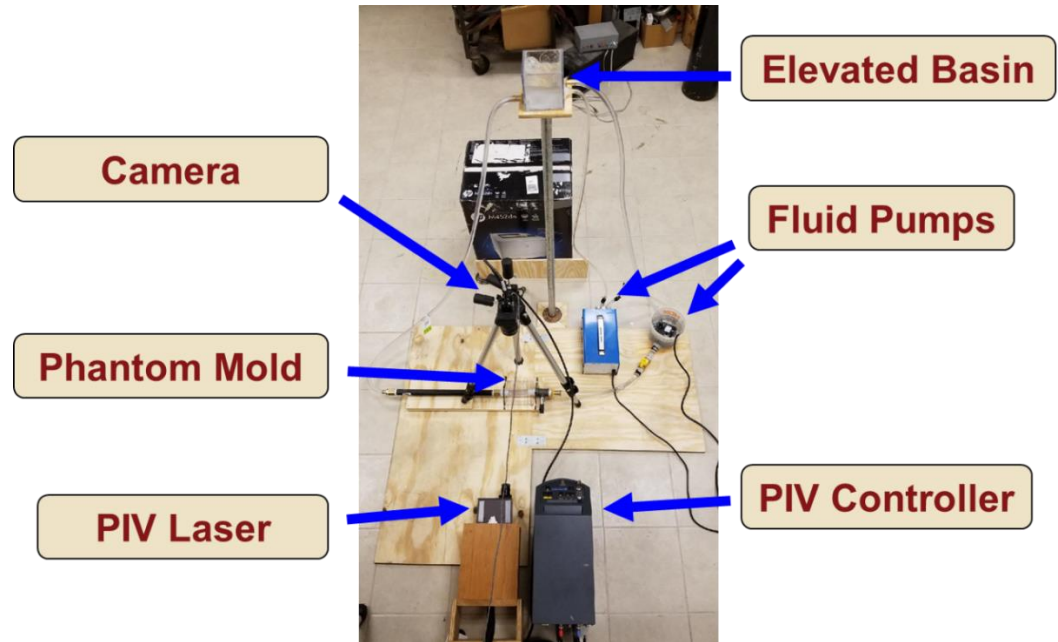 Elevated Basin
Camera
Fluid Pumps
Phantom Mold
PIV Laser
PIV Controller